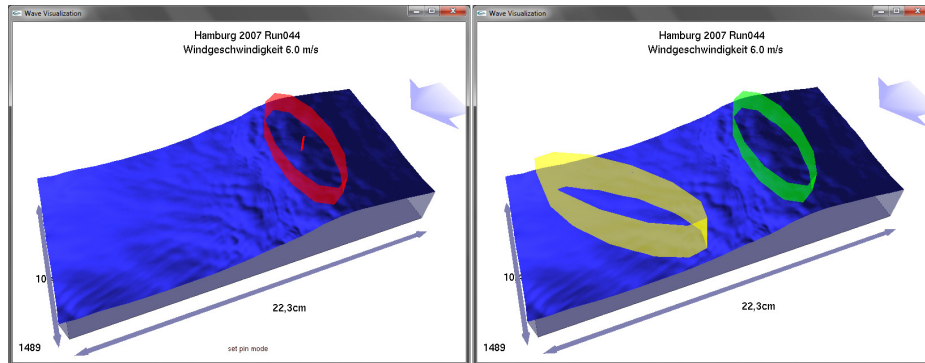 Wave Visualization
Hamburg 2007 Run044
Windgeschwindigkeit 6.0 m/s
10,
22,3cm
1489
set pin mode
Wave Visualization
Hamburg 2007 Run044
Windgeschwindigkeit 6.0 m/s
10,
22,3cm
1489